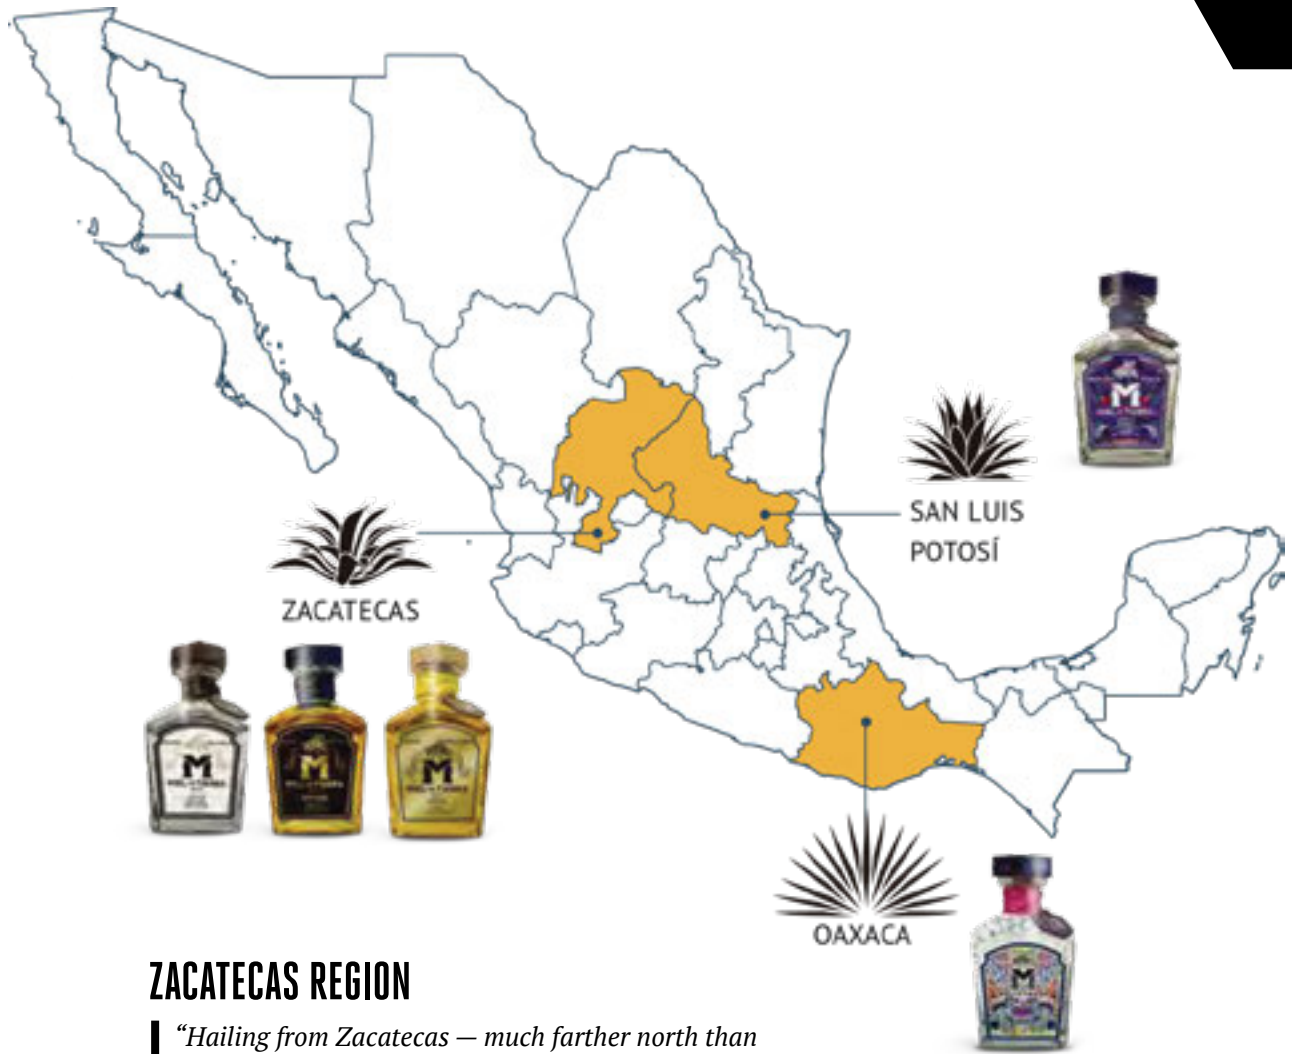 SAN LUIS
POTOSÍ
ZACATECAS
M
M
M
M
OAXACA
M
ZACATECAS REGION
“Hailing from Zacatecas — much farther north than